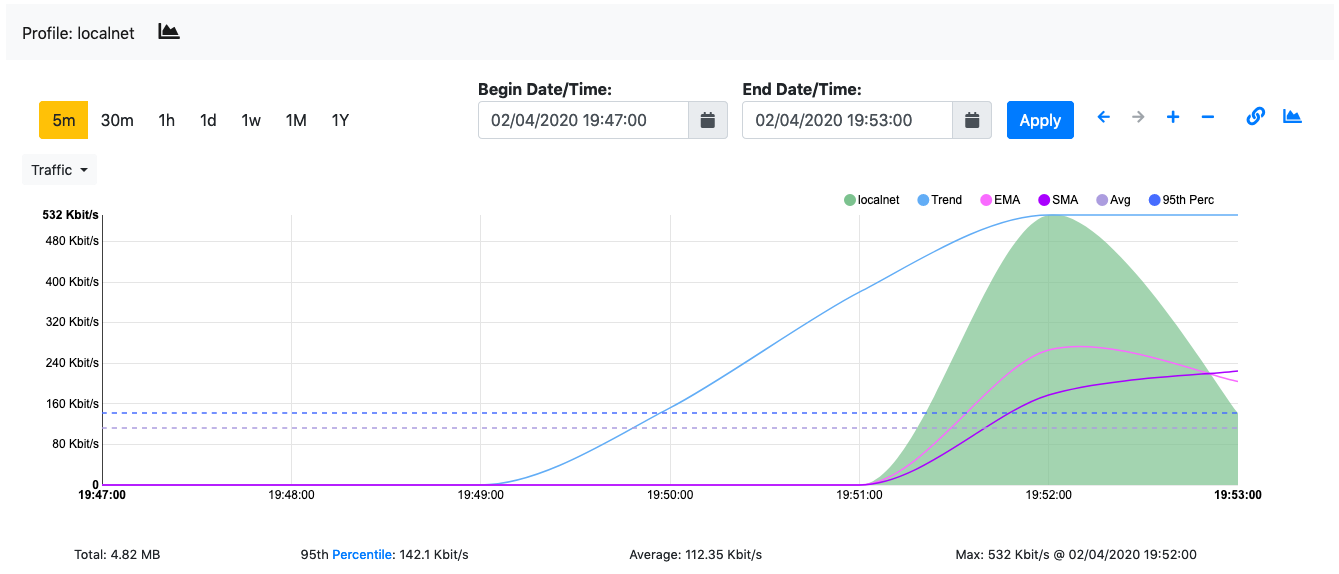 Profile: localnet
Begin Date/Time: End Date/Time:
5m 30m 1h 1d 1w 1M 1Y 02/04/2020 19:47:00 02/04/2020 19:53:00 Apply
Traffic
localnet Trend EMA SMA Avg 95th Perc
532 Kbit/s
480 Kbit/s
400 Kbit/s
320 Kbit/s
240 Kbit/s
160 Kbit/s
80 Kbit/s
0
19:47:00 19:48:00 19:49:00 19:50:00 19:51:00 19:52:00 19:53:00
Total: 4.82 MB 95th Percentile: 142.1 Kbit/s Average: 112.35 Kbit/s Max: 532 Kbit/s @ 02/04/2020 19:52:00